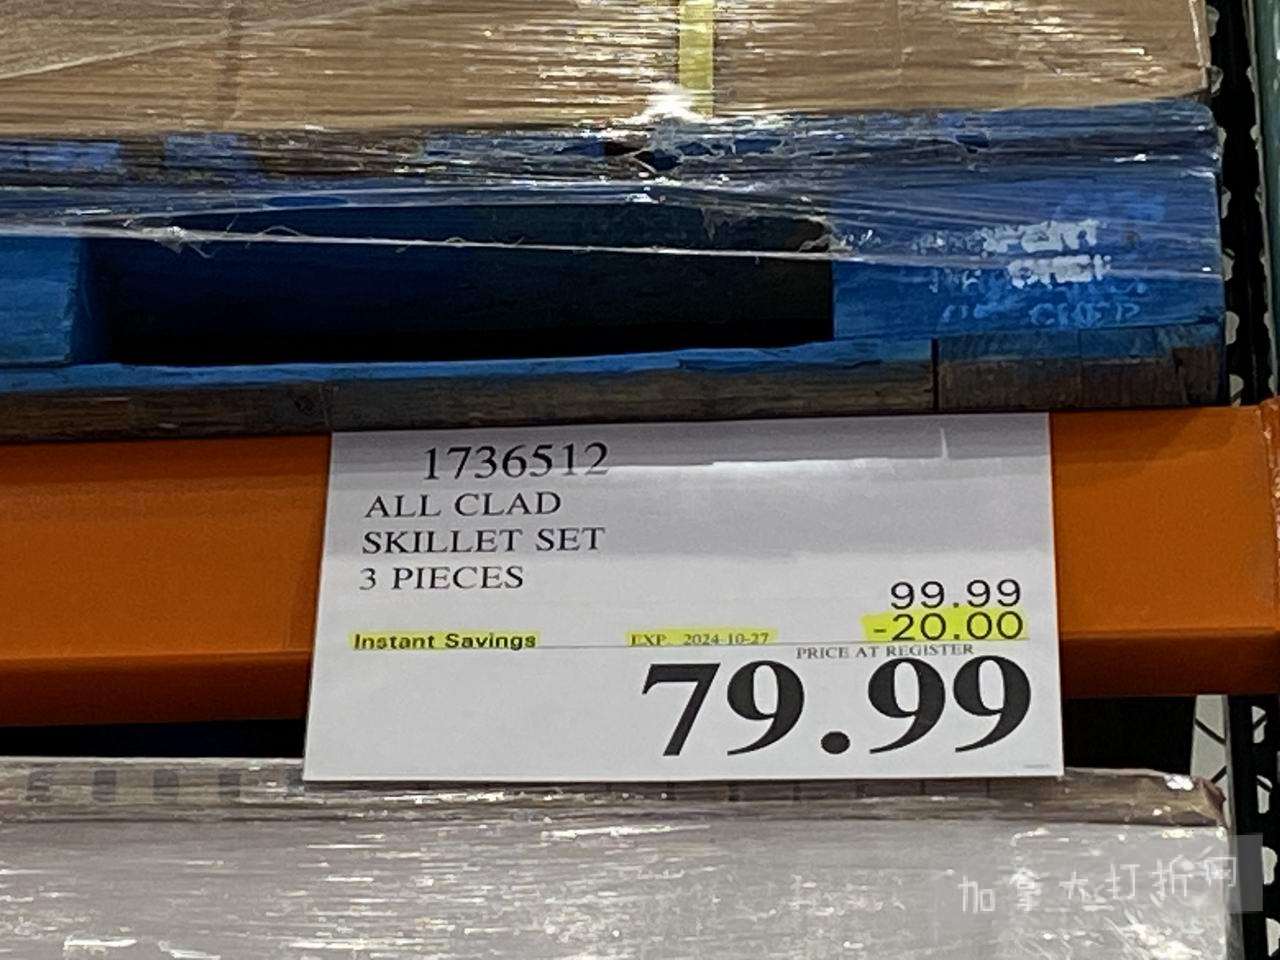 CHEP
1736512
ALL CLAD
SKILLET SET
3 PIECES
99.99
Instant Savings EXP. 2024-10-27 -20.00
PRICE AT REGISTER
79.99
加拿大打折网